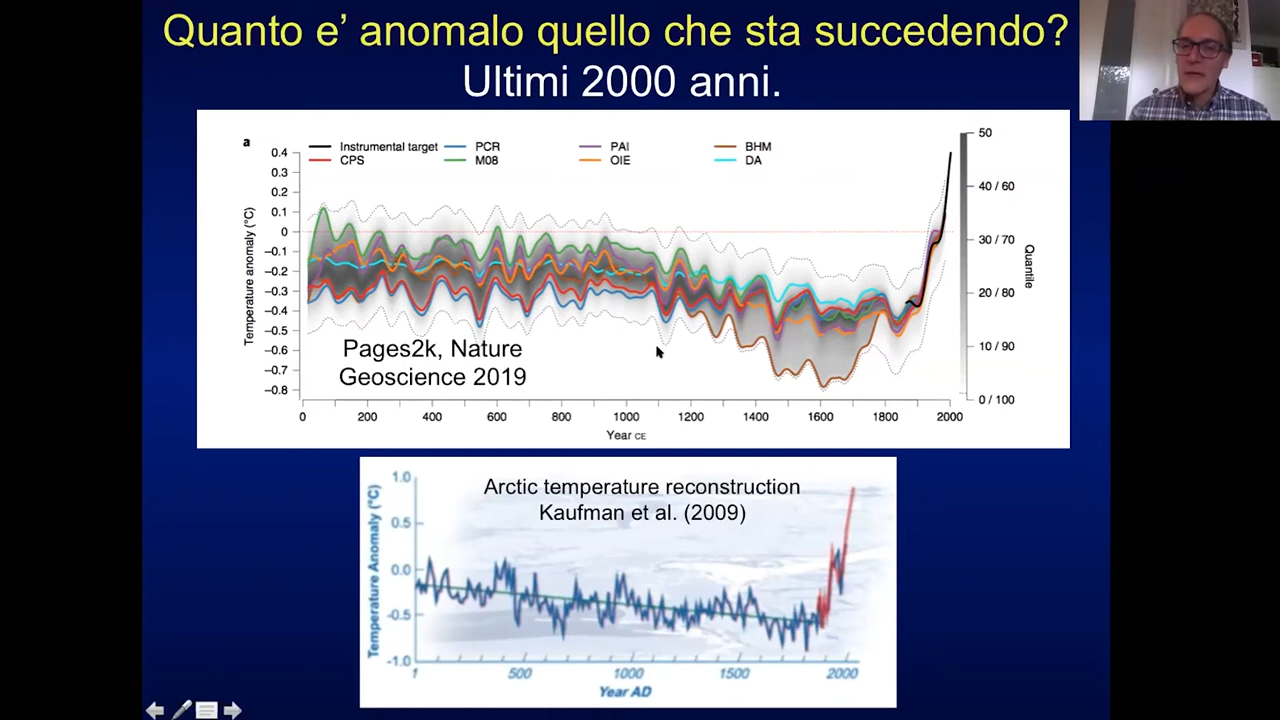 Quanto e’ anomalo quello che sta succedendo?
Ultimi 2000 anni.
a
Instrumental target PCR PAI BHM
CPS M08 OIE DA
0.4
0.3
0.2
0.1
0
−0.1
−0.2
−0.3
−0.4
−0.5
−0.6
−0.7
−0.8
Temperature anomaly (°C)
Pages2k, Nature
Geoscience 2019
0 200 400 600 800 1000 1200 1400 1600 1800 2000
Year CE
50
40 / 60
30 / 70
20 / 80
10 / 90
0 / 100
Quantile
Arctic temperature reconstruction
Kaufman et al. (2009)
1.0
0.5
0.0
-0.5
-1.0
Temperature Anomaly (°C)
1 500 1000 1500 2000
Year AD